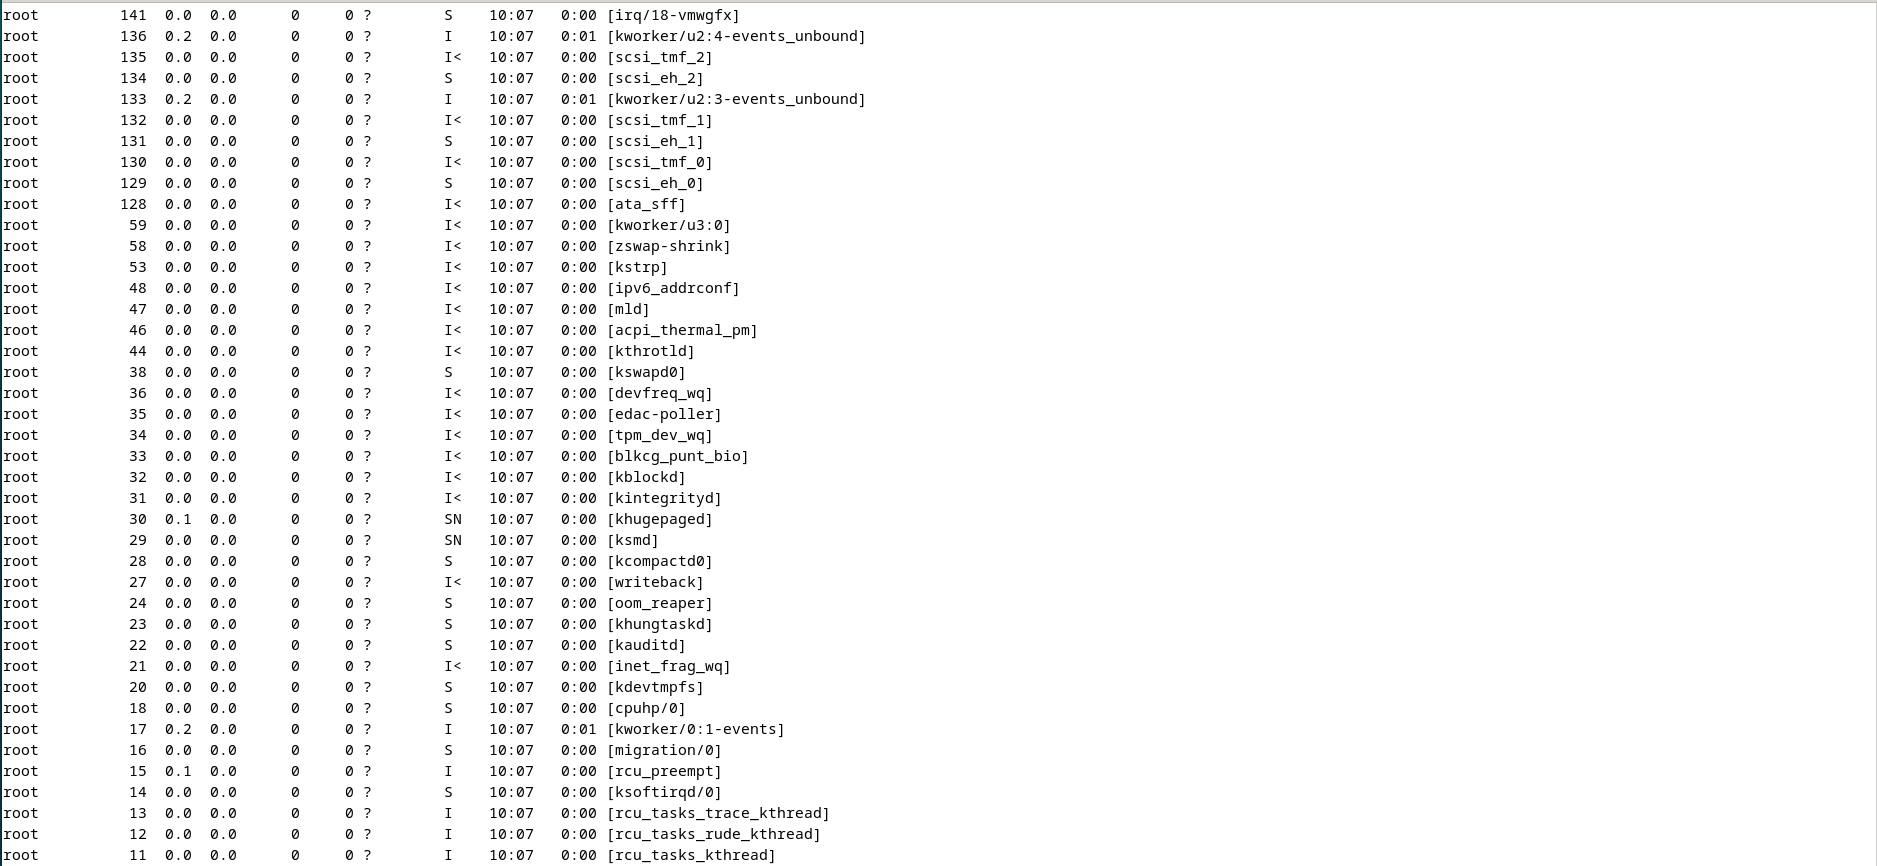 root         141  0.0  0.0      0     0 ?        S    10:07   0:00 [irq/18-vmwgfx]
root         136  0.2  0.0      0     0 ?        I    10:07   0:01 [kworker/u2:4-events_unbound]
root         135  0.0  0.0      0     0 ?        I<   10:07   0:00 [scsi_tmf_2]
root         134  0.0  0.0      0     0 ?        S    10:07   0:00 [scsi_eh_2]
root         133  0.2  0.0      0     0 ?        I    10:07   0:01 [kworker/u2:3-events_unbound]
root         132  0.0  0.0      0     0 ?        I<   10:07   0:00 [scsi_tmf_1]
root         131  0.0  0.0      0     0 ?        S    10:07   0:00 [scsi_eh_1]
root         130  0.0  0.0      0     0 ?        I<   10:07   0:00 [scsi_tmf_0]
root         129  0.0  0.0      0     0 ?        S    10:07   0:00 [scsi_eh_0]
root         128  0.0  0.0      0     0 ?        I<   10:07   0:00 [ata_sff]
root          59  0.0  0.0      0     0 ?        I<   10:07   0:00 [kworker/u3:0]
root          58  0.0  0.0      0     0 ?        I<   10:07   0:00 [zswap-shrink]
root          53  0.0  0.0      0     0 ?        I<   10:07   0:00 [kstrp]
root          48  0.0  0.0      0     0 ?        I<   10:07   0:00 [ipv6_addrconf]
root          47  0.0  0.0      0     0 ?        I<   10:07   0:00 [mld]
root          46  0.0  0.0      0     0 ?        I<   10:07   0:00 [acpi_thermal_pm]
root          44  0.0  0.0      0     0 ?        I<   10:07   0:00 [kthrotld]
root          38  0.0  0.0      0     0 ?        S    10:07   0:00 [kswapd0]
root          36  0.0  0.0      0     0 ?        I<   10:07   0:00 [devfreq_wq]
root          35  0.0  0.0      0     0 ?        I<   10:07   0:00 [edac-poller]
root          34  0.0  0.0      0     0 ?        I<   10:07   0:00 [tpm_dev_wq]
root          33  0.0  0.0      0     0 ?        I<   10:07   0:00 [blkcg_punt_bio]
root          32  0.0  0.0      0     0 ?        I<   10:07   0:00 [kblockd]
root          31  0.0  0.0      0     0 ?        I<   10:07   0:00 [kintegrityd]
root          30  0.1  0.0      0     0 ?        SN   10:07   0:00 [khugepaged]
root          29  0.0  0.0      0     0 ?        SN   10:07   0:00 [ksmd]
root          28  0.0  0.0      0     0 ?        S    10:07   0:00 [kcompactd0]
root          27  0.0  0.0      0     0 ?        I<   10:07   0:00 [writeback]
root          24  0.0  0.0      0     0 ?        S    10:07   0:00 [oom_reaper]
root          23  0.0  0.0      0     0 ?        S    10:07   0:00 [khungtaskd]
root          22  0.0  0.0      0     0 ?        S    10:07   0:00 [kauditd]
root          21  0.0  0.0      0     0 ?        I<   10:07   0:00 [inet_frag_wq]
root          20  0.0  0.0      0     0 ?        S    10:07   0:00 [kdevtmpfs]
root          18  0.0  0.0      0     0 ?        S    10:07   0:00 [cpuhp/0]
root          17  0.2  0.0      0     0 ?        I    10:07   0:01 [kworker/0:1-events]
root          16  0.0  0.0      0     0 ?        S    10:07   0:00 [migration/0]
root          15  0.1  0.0      0     0 ?        I    10:07   0:00 [rcu_preempt]
root          14  0.0  0.0      0     0 ?        S    10:07   0:00 [ksoftirqd/0]
root          13  0.0  0.0      0     0 ?        I    10:07   0:00 [rcu_tasks_trace_kthread]
root          12  0.0  0.0      0     0 ?        I    10:07   0:00 [rcu_tasks_rude_kthread]
root          11  0.0  0.0      0     0 ?        I    10:07   0:00 [rcu_tasks_kthread]